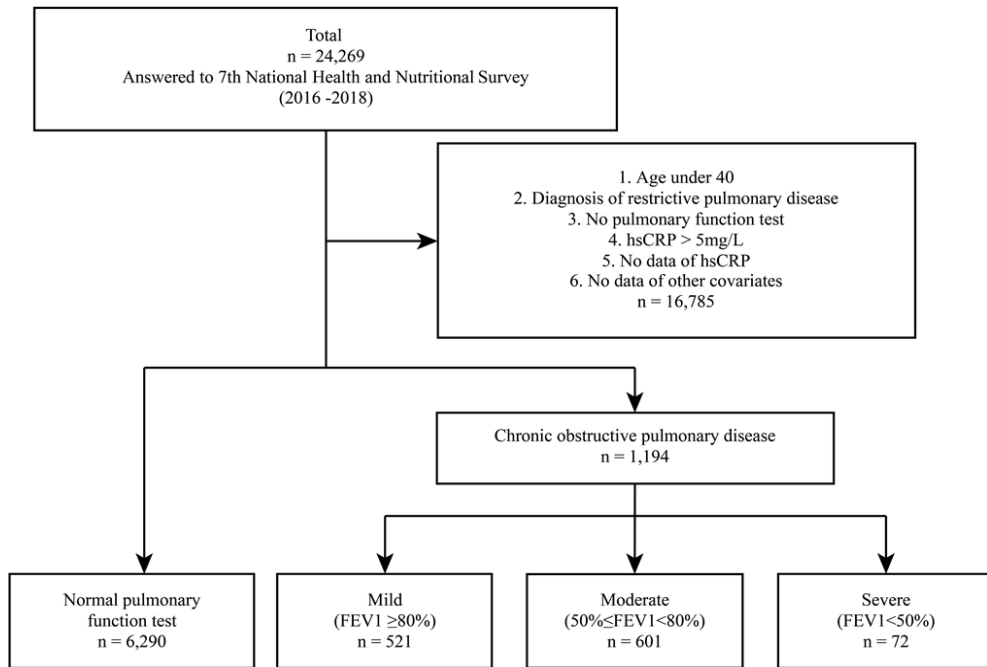 Total
n = 24,269
Answered to 7th National Health and Nutritional Survey
(2016 -2018)
1. Age under 40
2. Diagnosis of restrictive pulmonary disease
3. No pulmonary function test
4. hsCRP > 5mg/L
5. No data of hsCRP
6. No data of other covariates
n = 16,785
Chronic obstructive pulmonary disease
n = 1,194
Normal pulmonary
function test
n = 6,290
Mild
(FEV1 ≥80%)
n = 521
Moderate
(50%≤FEV1<80%)
n = 601
Severe
(FEV1<50%)
n = 72